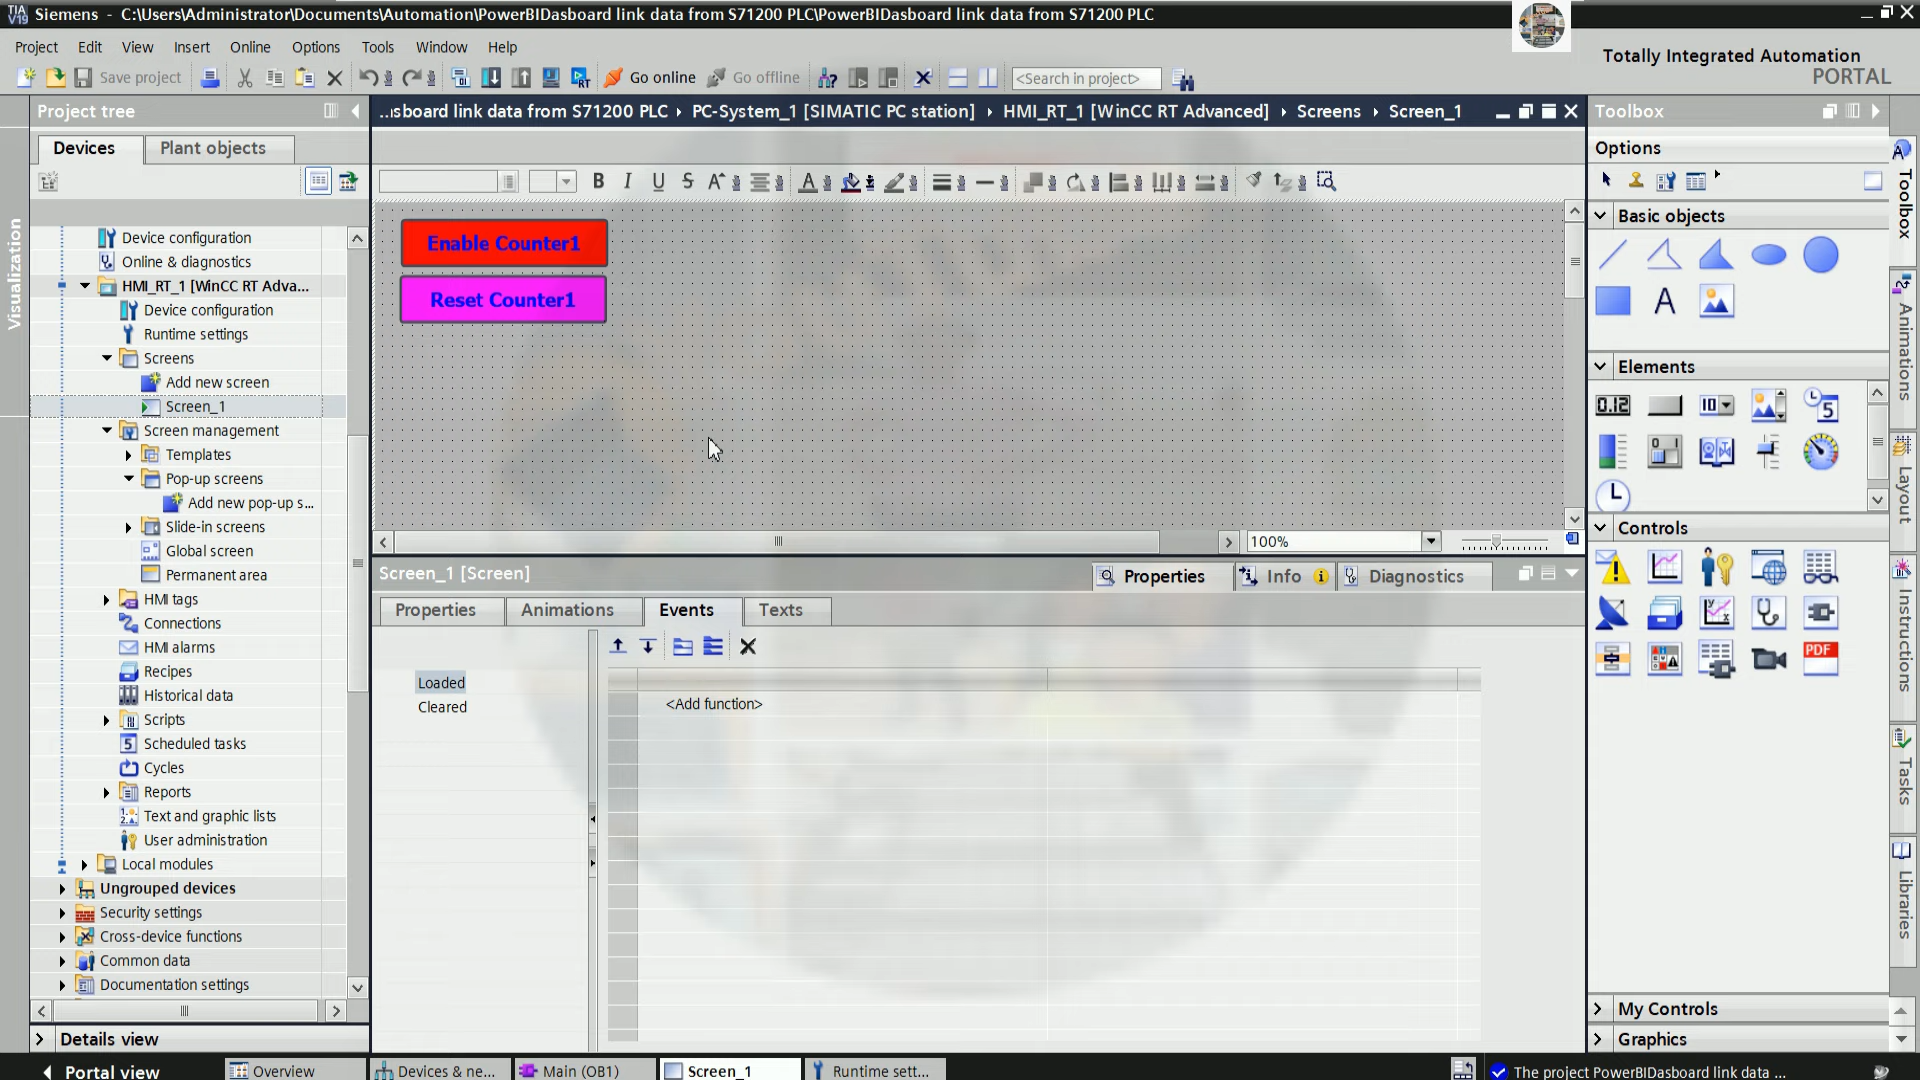 TIA V19 Siemens - C:\Users\Administrator\Documents\Automation\PowerBIDasboard link data from S71200 PLC\PowerBIDasboard link data from S71200 PLC
Project Edit View Insert Online Options Tools Window Help
Totally Integrated Automation
PORTAL
Save project
Go online
Go offline
<Search in project>
Project tree
...isboard link data from S71200 PLC › PC-System_1 [SIMATIC PC station] › HMI_RT_1 [WinCC RT Advanced] › Screens › Screen_1
Toolbox
Devices
Plant objects
Options
Visualization
Device configuration
Online & diagnostics
HMI_RT_1 [WinCC RT Adva...
Device configuration
Runtime settings
Screens
Add new screen
Screen_1
Screen management
Templates
Pop-up screens
Add new pop-up s...
Slide-in screens
Global screen
Permanent area
HMI tags
Connections
HMI alarms
Recipes
Historical data
Scripts
Scheduled tasks
Cycles
Reports
Text and graphic lists
User administration
Local modules
Ungrouped devices
Security settings
Cross-device functions
Common data
Documentation settings
Details view
B I U S A A
Enable Counter1
Reset Counter1
100%
Screen_1 [Screen]
Properties
Info
Diagnostics
Properties
Animations
Events
Texts
Loaded
Cleared
<Add function>
Basic objects
A
Elements
0.12
10
5
Controls
PDF
My Controls
Graphics
Toolbox
Animations
Layout
Instructions
Tasks
Libraries
Portal view
Overview
Devices & ne...
Main (OB1)
Screen_1
Runtime sett...
The project PowerBIDasboard link data ...